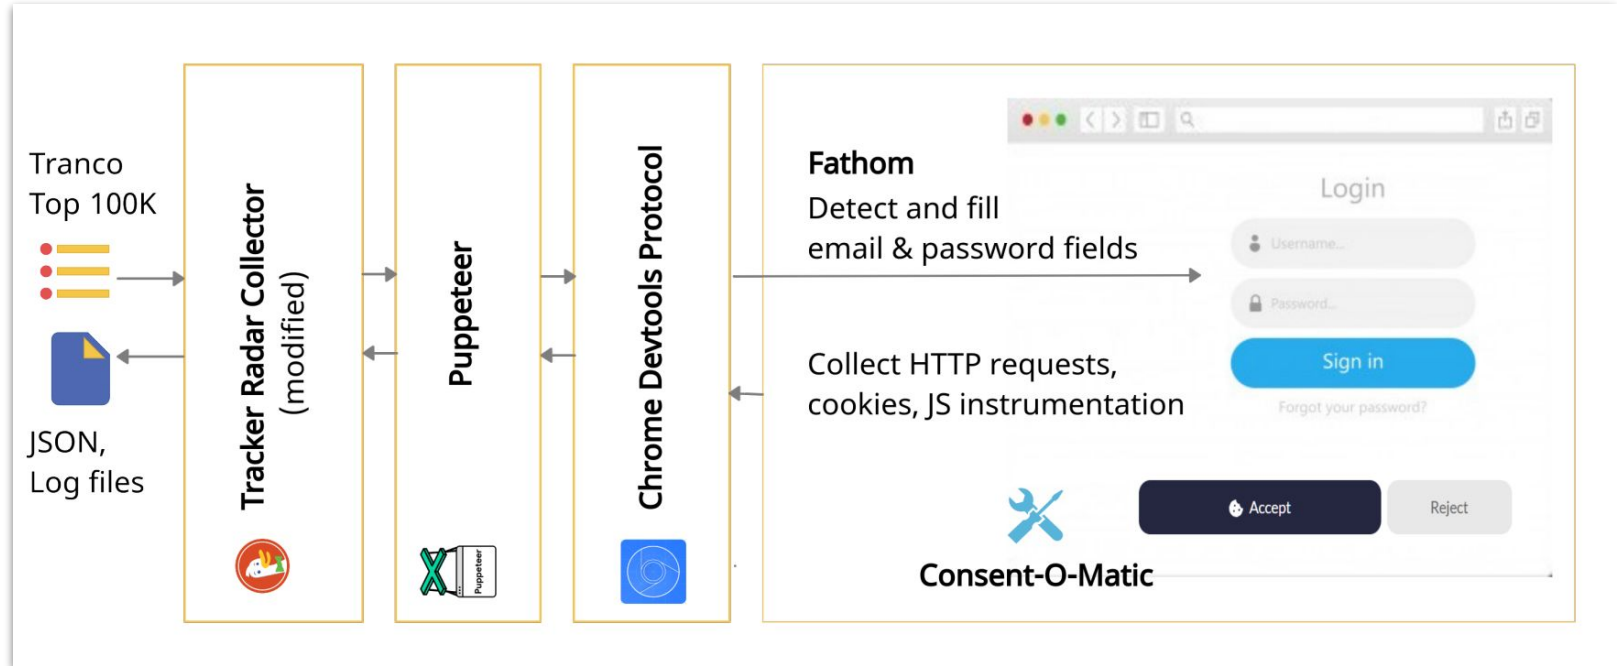 Tranco
Top 100K
JSON,
Log files
Tracker Radar Collector
(modified)
Puppeteer
Puppeteer
Chrome Devtools Protocol
Fathom
Detect and fill
email & password fields
Collect HTTP requests,
cookies, JS instrumentation
Login
Username...
Password...
Sign in
Forgot your password?
Accept
Reject
Consent-O-Matic